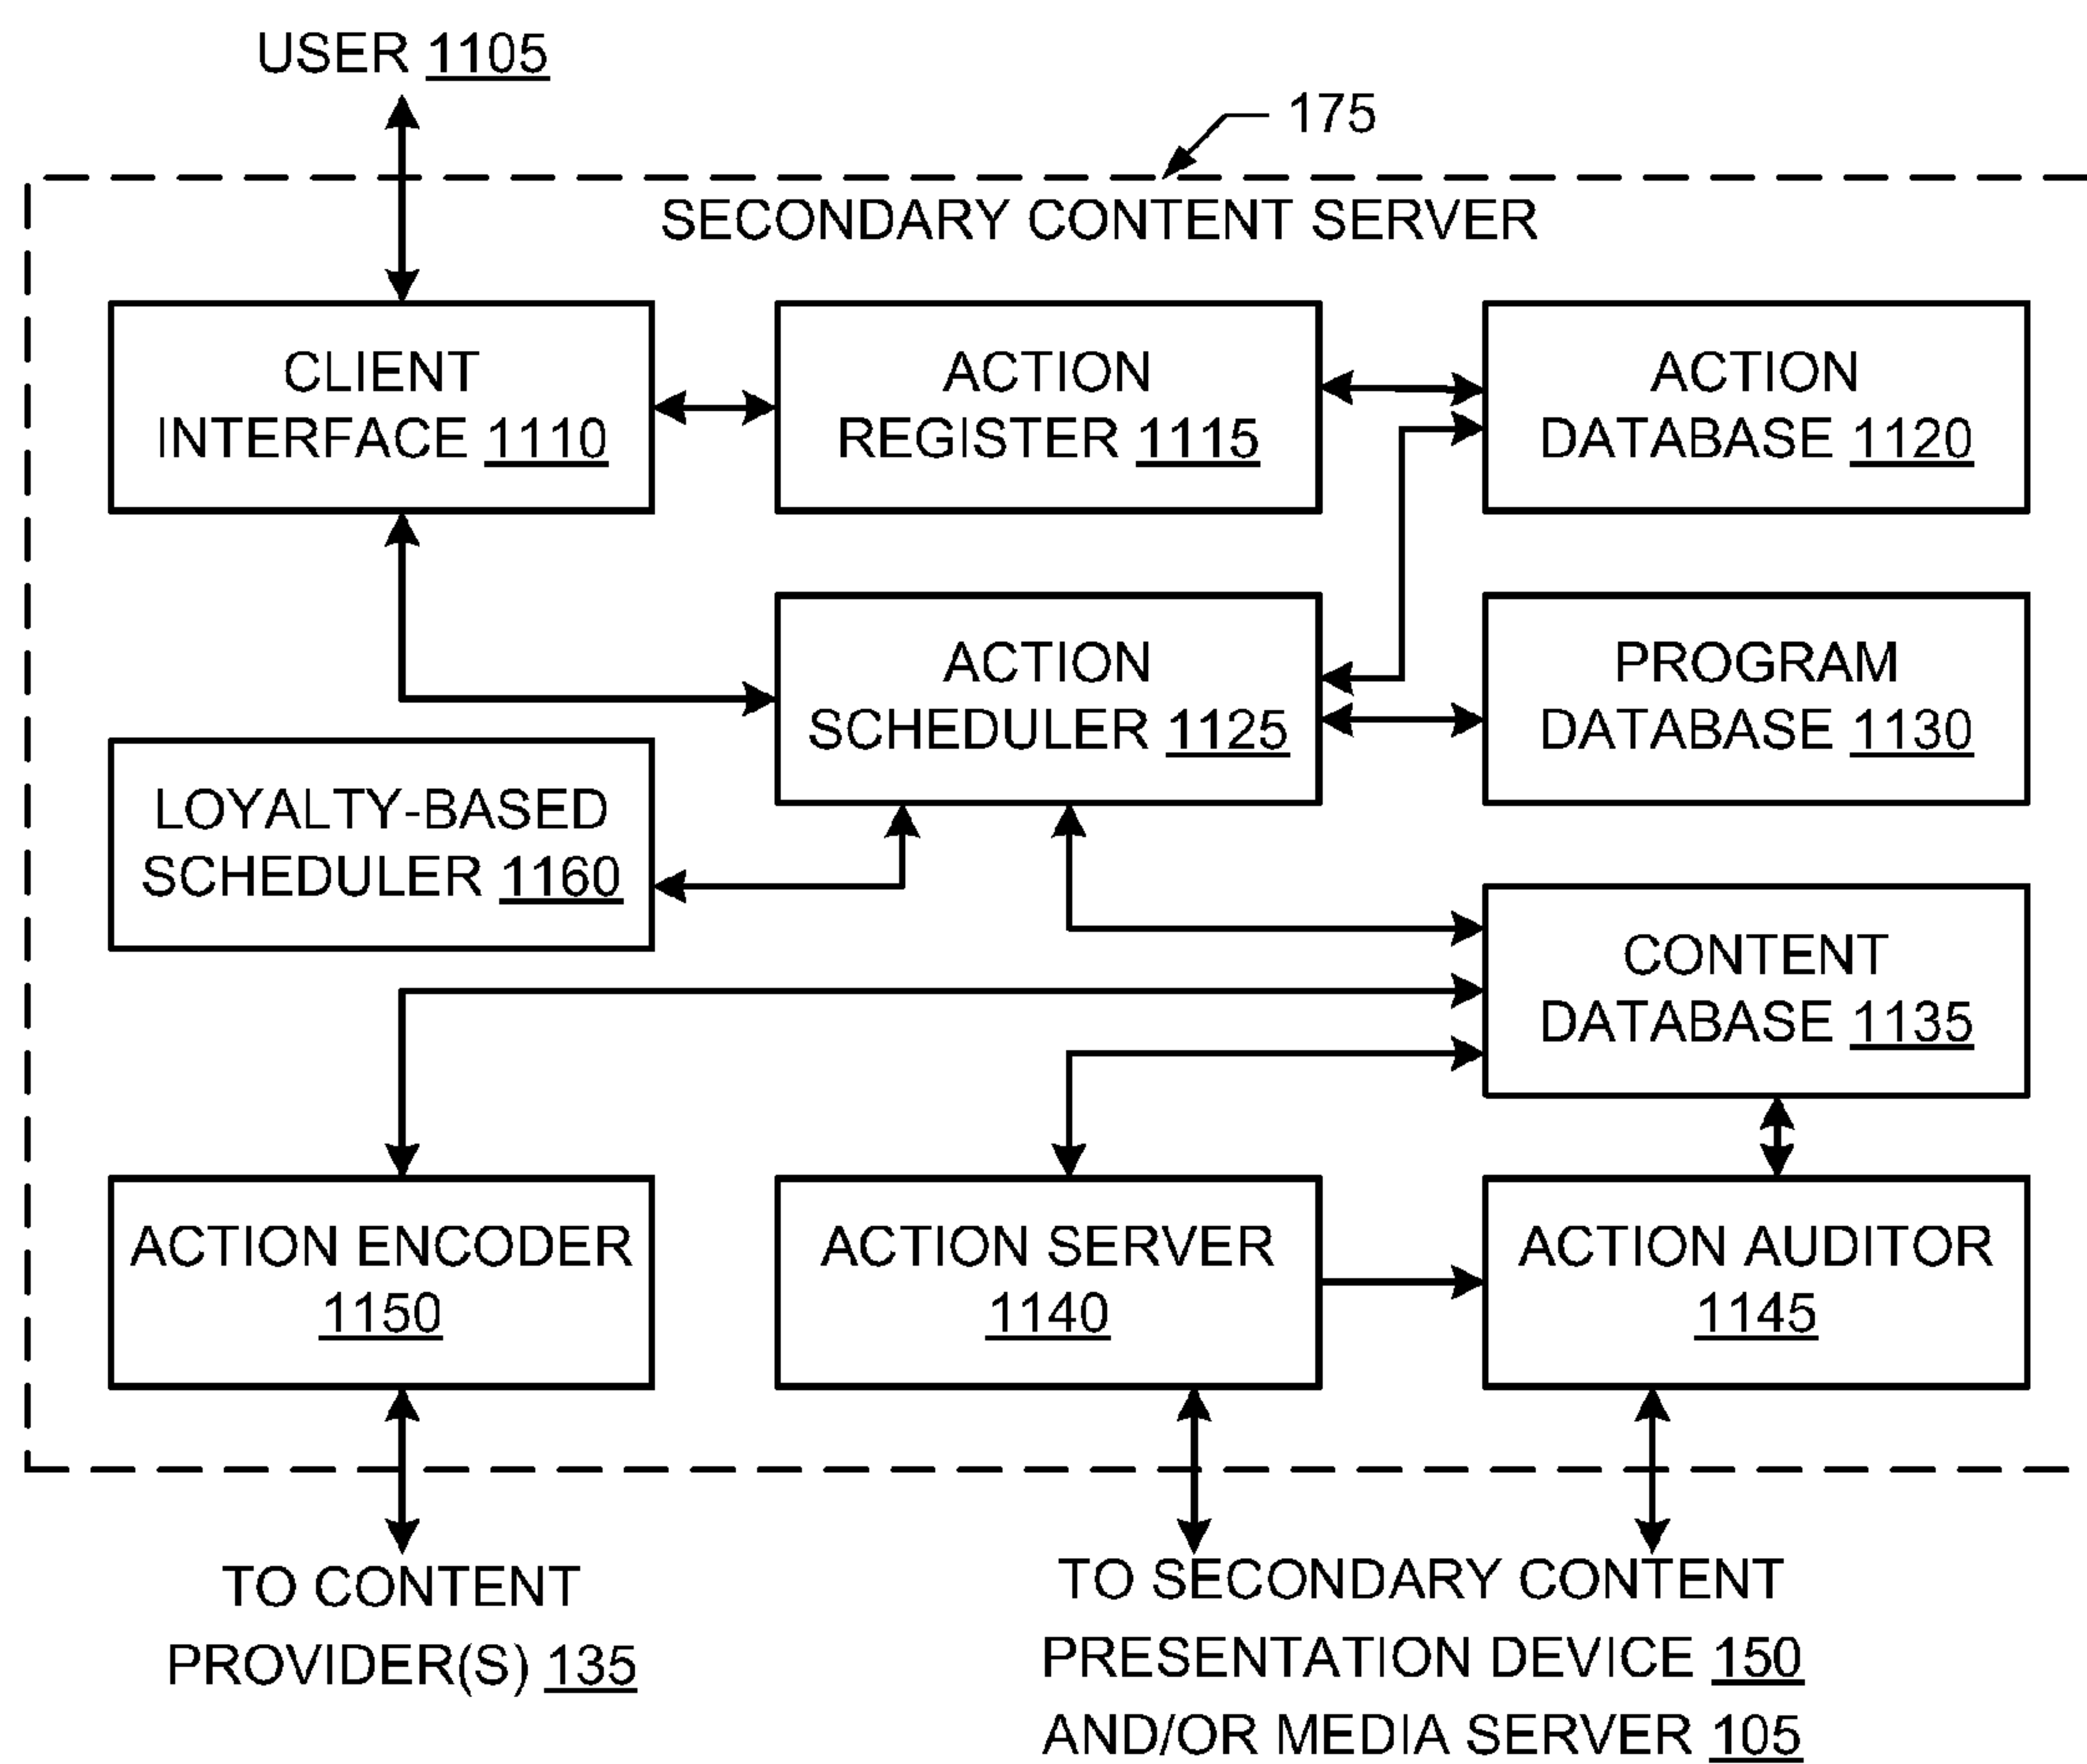 USER 1105
175
SECONDARY CONTENT SERVER
CLIENT
INTERFACE 1110
ACTION
REGISTER 1115
ACTION
DATABASE 1120
ACTION
SCHEDULER 1125
PROGRAM
DATABASE 1130
LOYALTY-BASED
SCHEDULER 1160
CONTENT
DATABASE 1135
ACTION ENCODER
1150
ACTION SERVER
1140
ACTION AUDITOR
1145
TO CONTENT
PROVIDER(S) 135
TO SECONDARY CONTENT
PRESENTATION DEVICE 150
AND/OR MEDIA SERVER 105